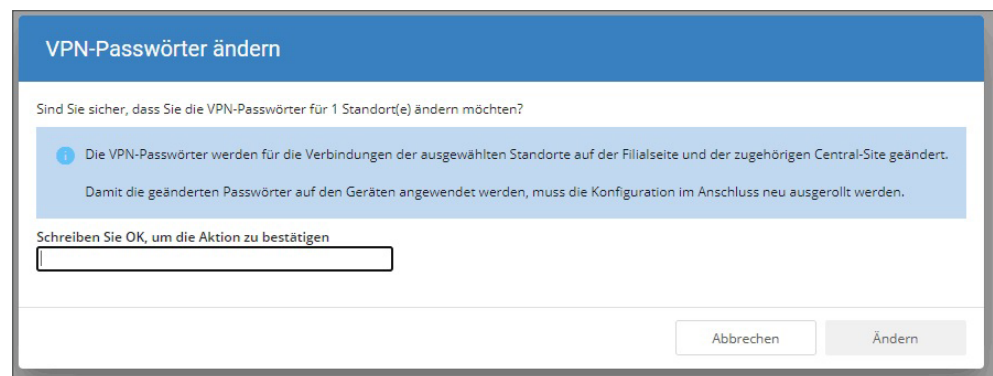 VPN-Passwörter ändern
Sind Sie sicher, dass Sie die VPN-Passwörter für 1 Standort(e) ändern möchten?
Die VPN-Passwörter werden für die Verbindungen der ausgewählten Standorte auf der Filialseite und der zugehörigen Central-Site geändert.
Damit die geänderten Passwörter auf den Geräten angewendet werden, muss die Konfiguration im Anschluss neu ausgerollt werden.
Schreiben Sie OK, um die Aktion zu bestätigen
Abbrechen
Ändern